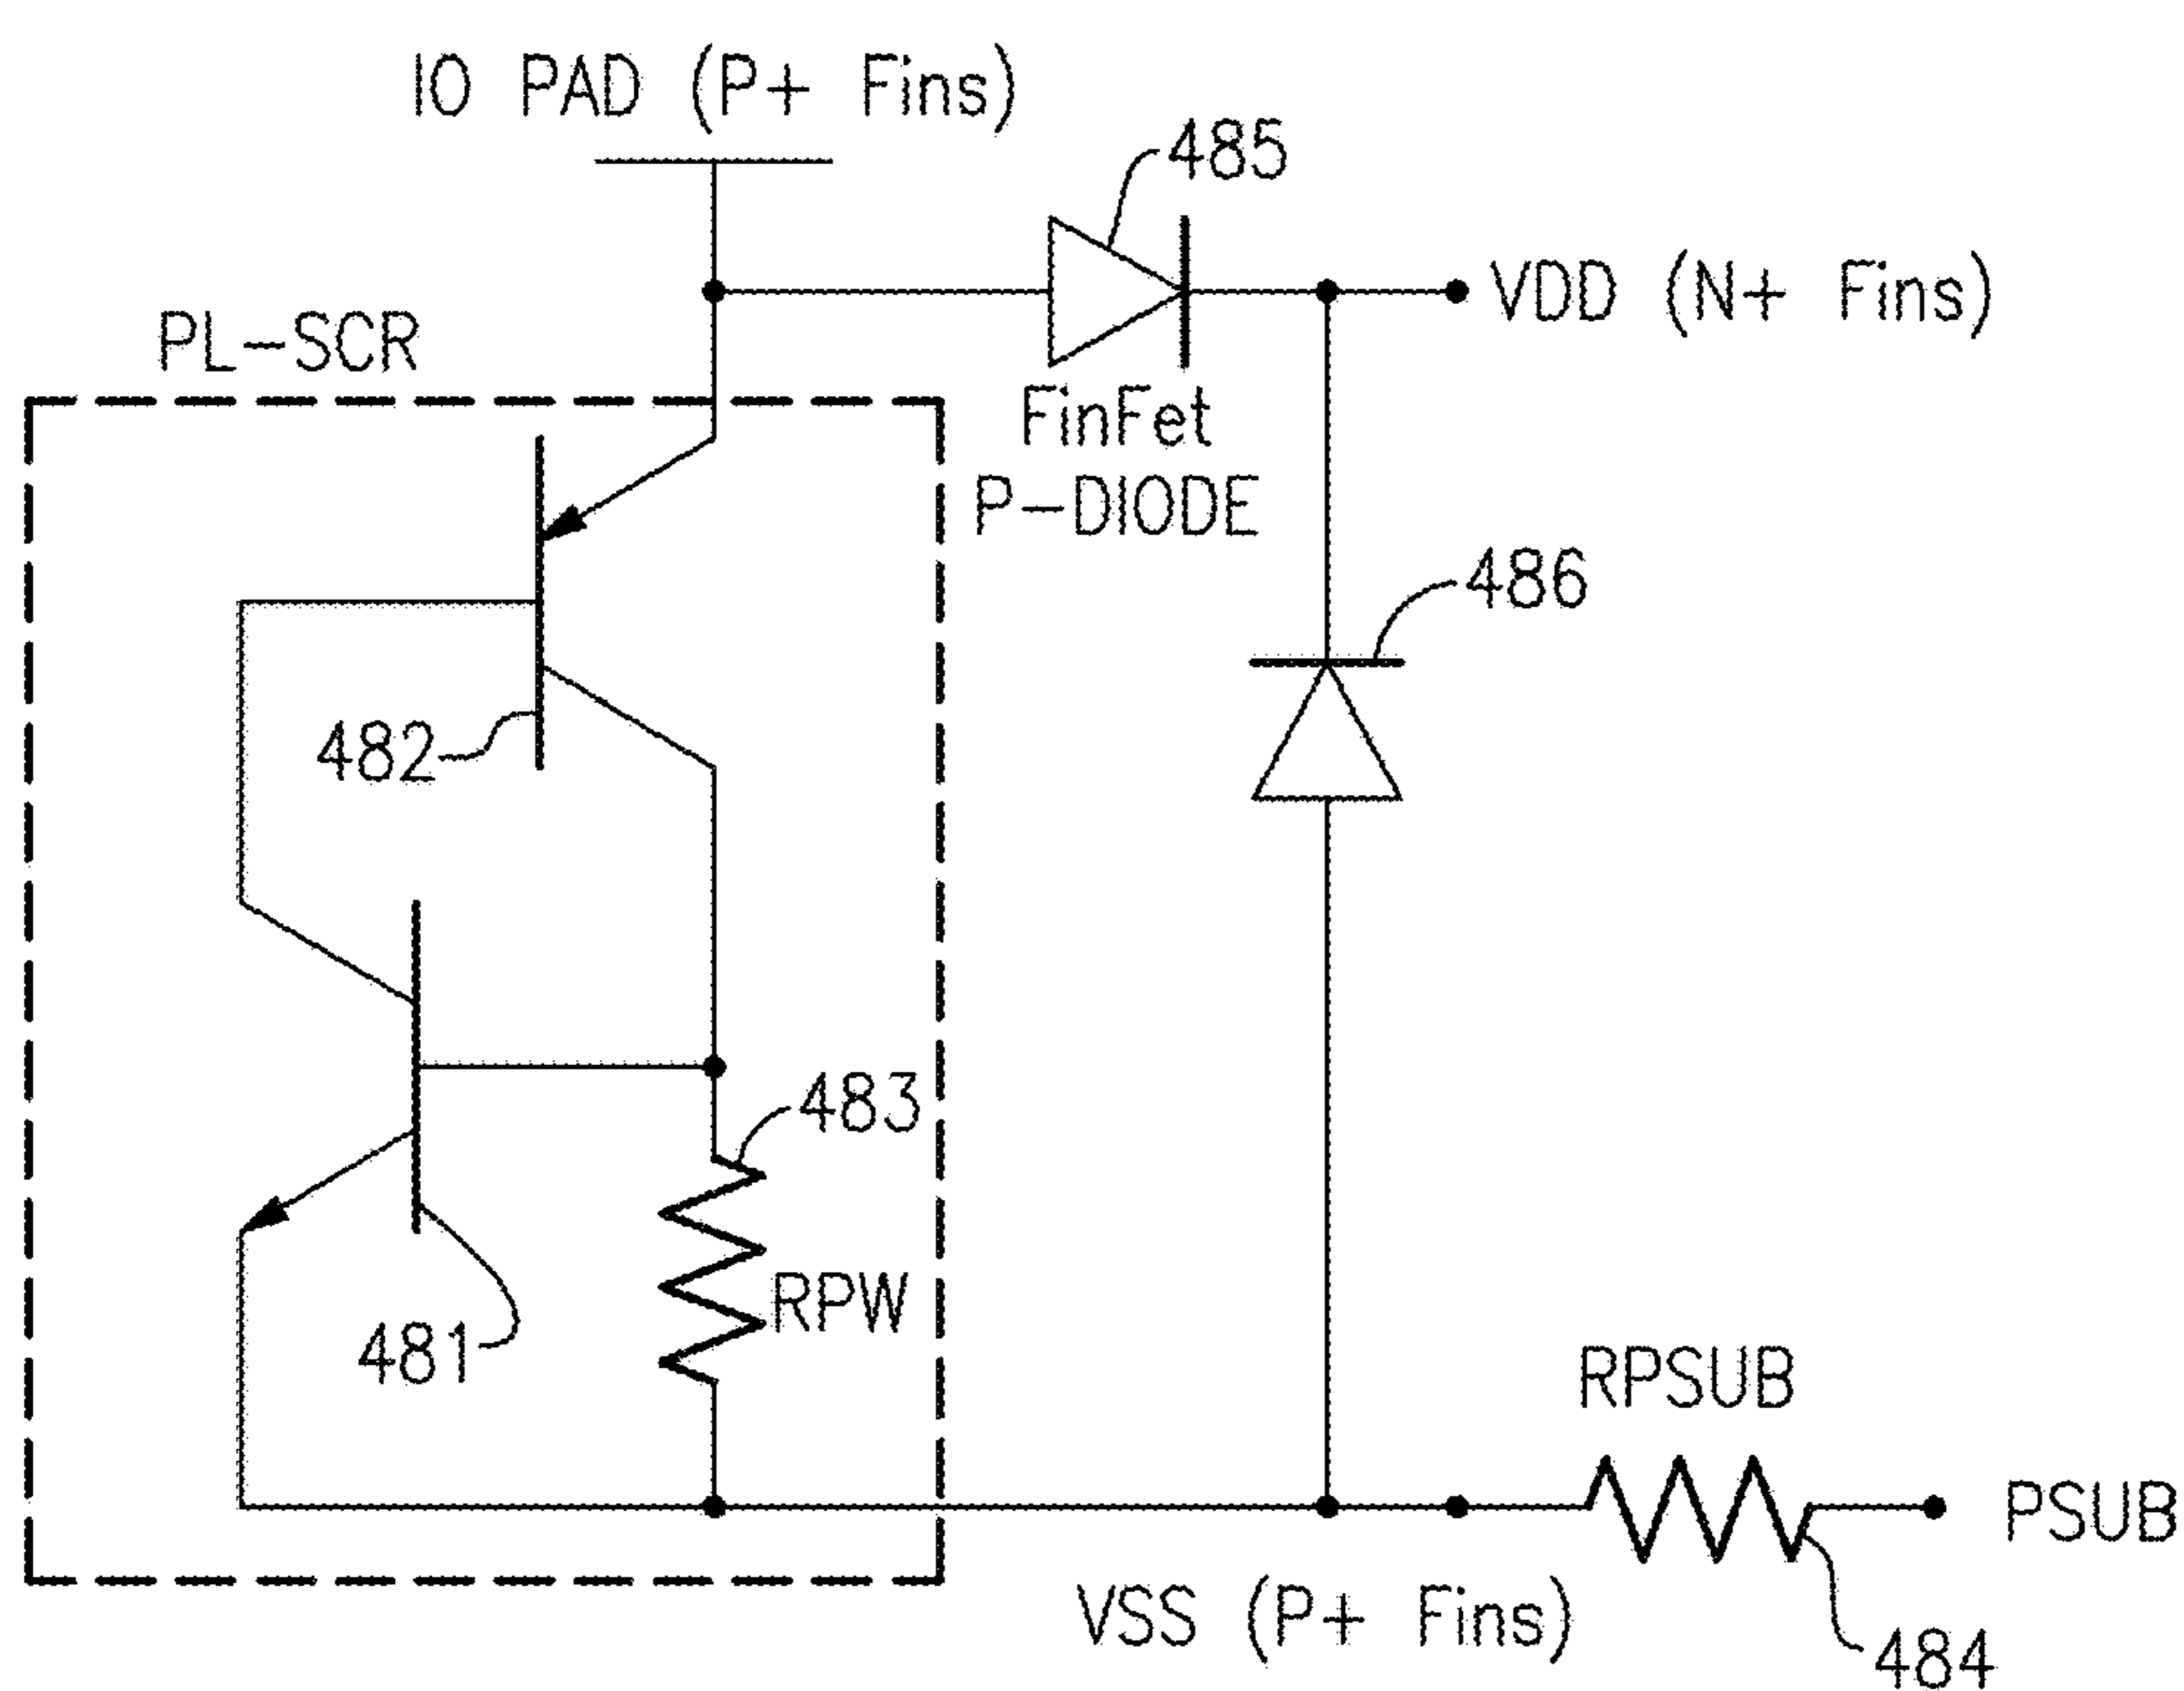 IO PAD (P+ Fins)
485
VDD (N+ Fins)
PL-SCR
FinFet
P-DIODE
486
482
483
RPW
481
RPSUB
PSUB
VSS (P+ Fins)
484